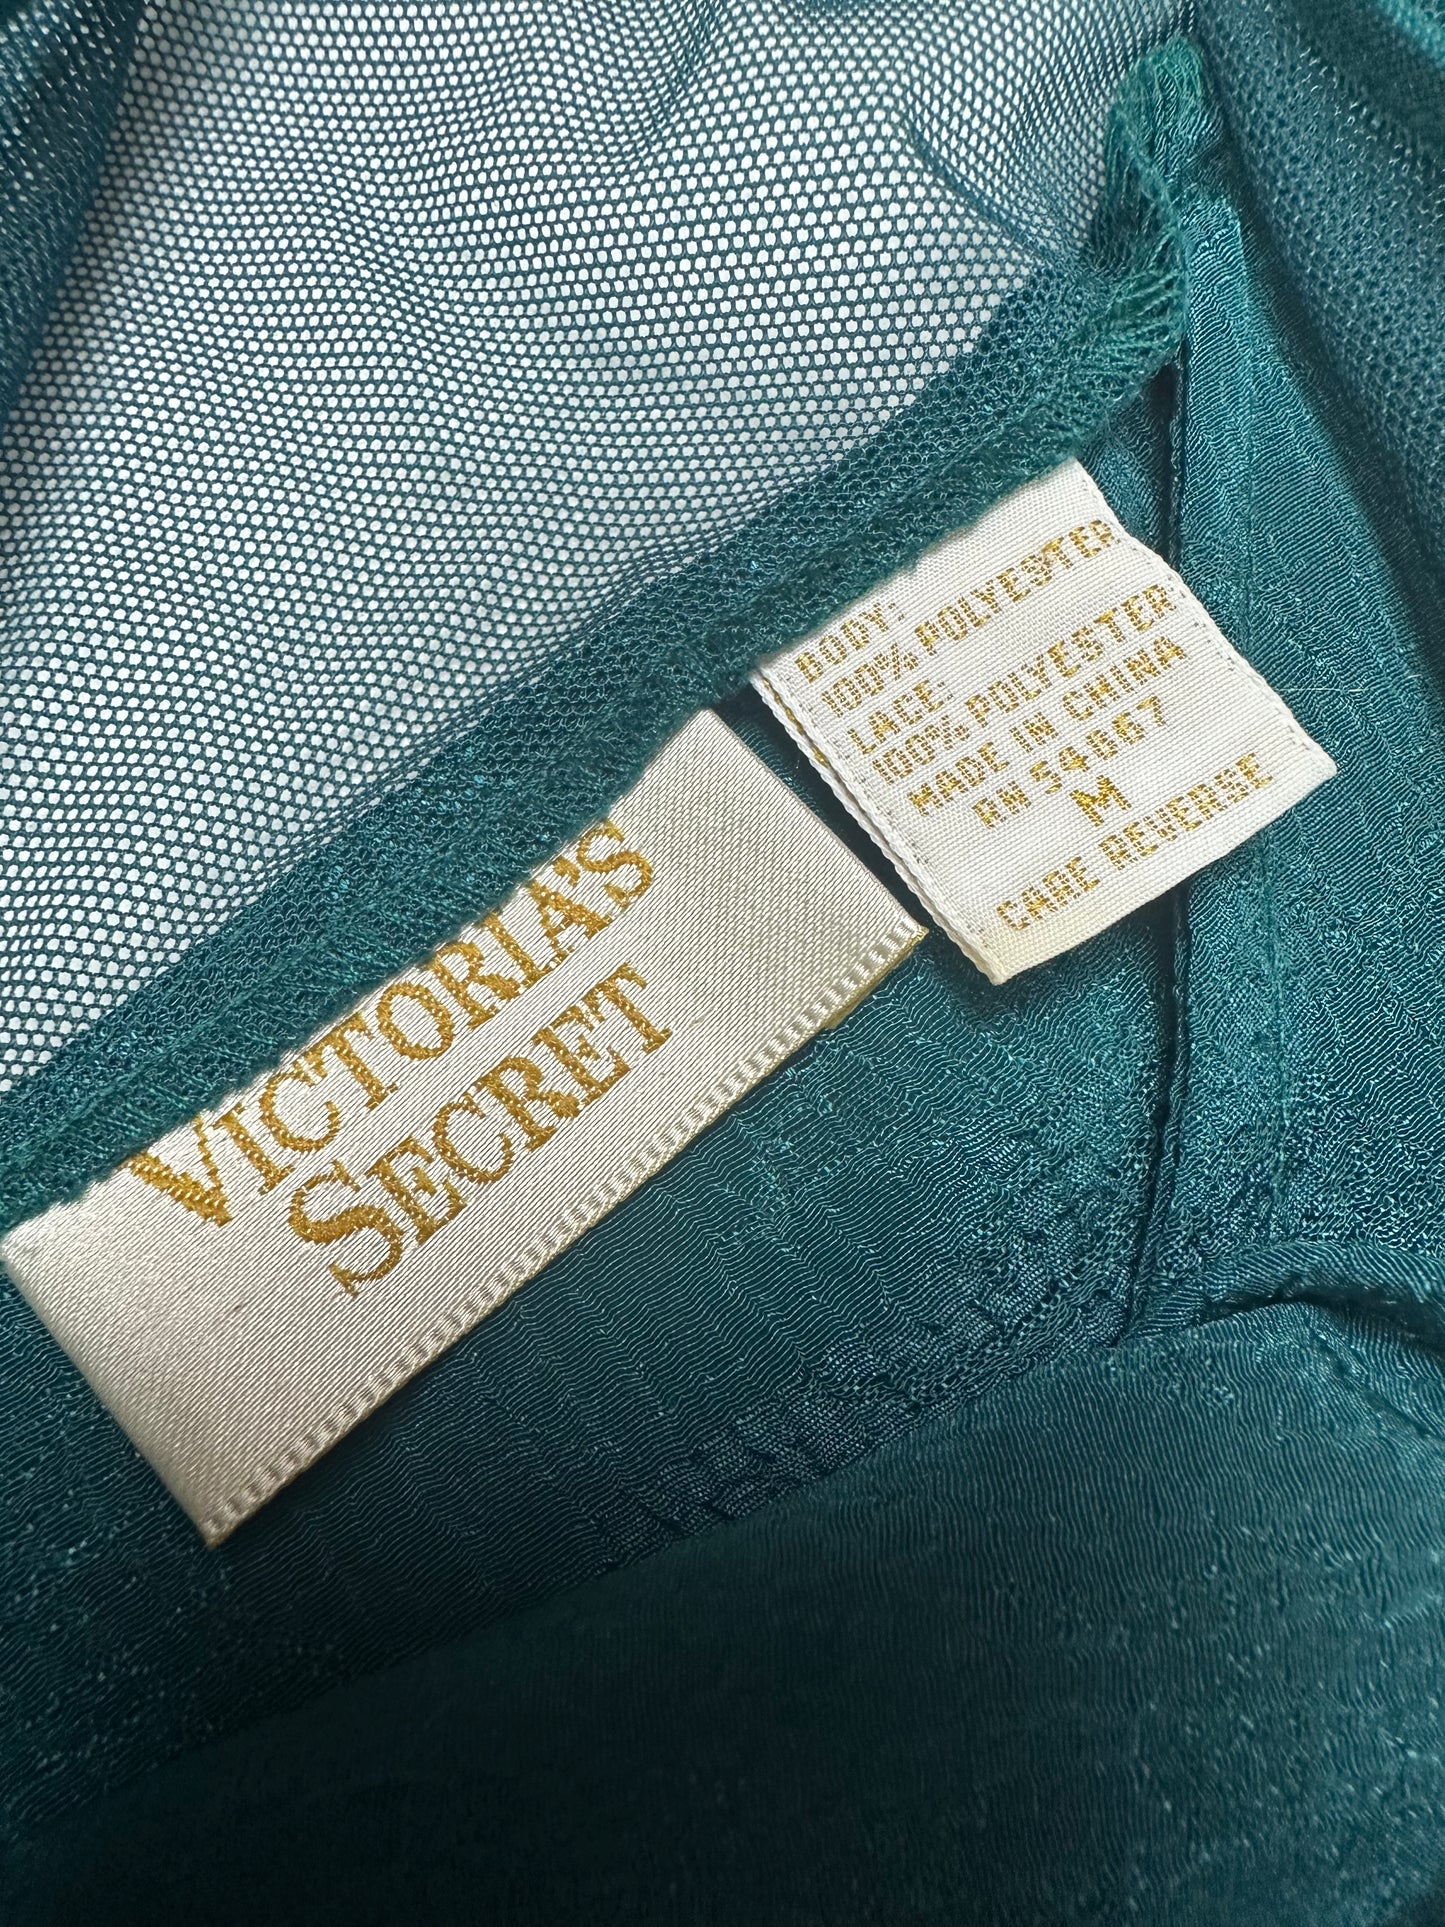 VICTORIA'S
SECRET
BODY:
100% POLYESTER
LACE:
100% POLYESTER
MADE IN CHINA
RN 54867
M
CARE REVERSE